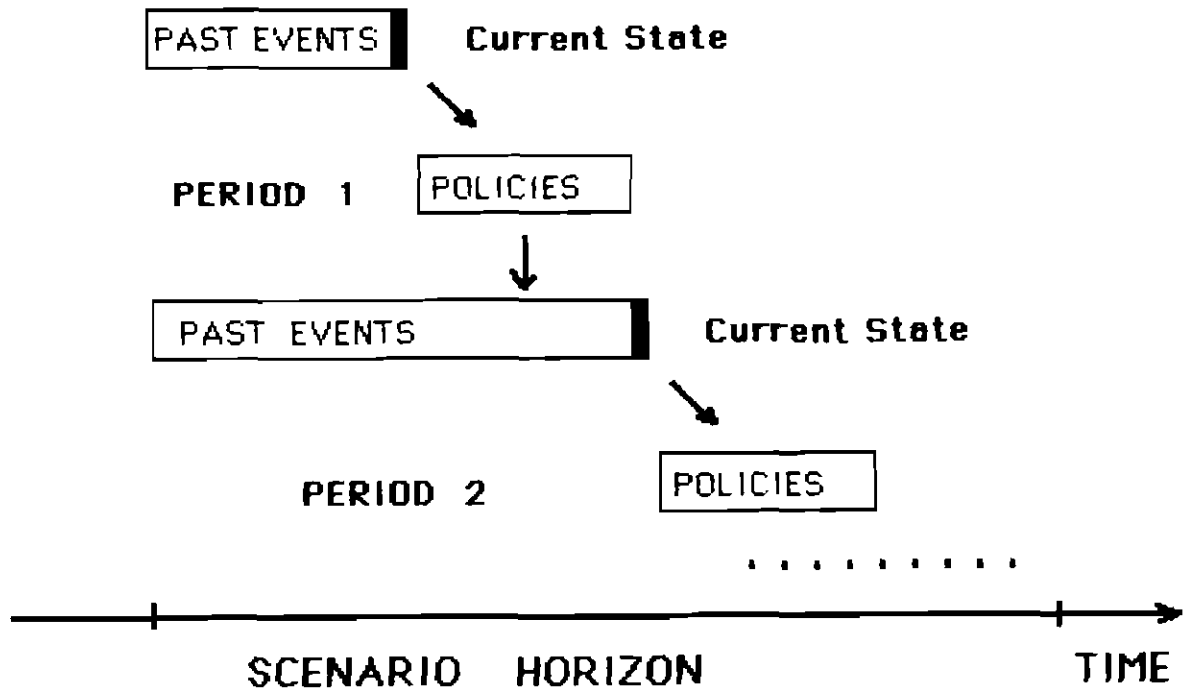 PAST EVENTS
Current State
PERIOD 1
POLICIES
PAST EVENTS
Current State
PERIOD 2
POLICIES
SCENARIO HORIZON
TIME